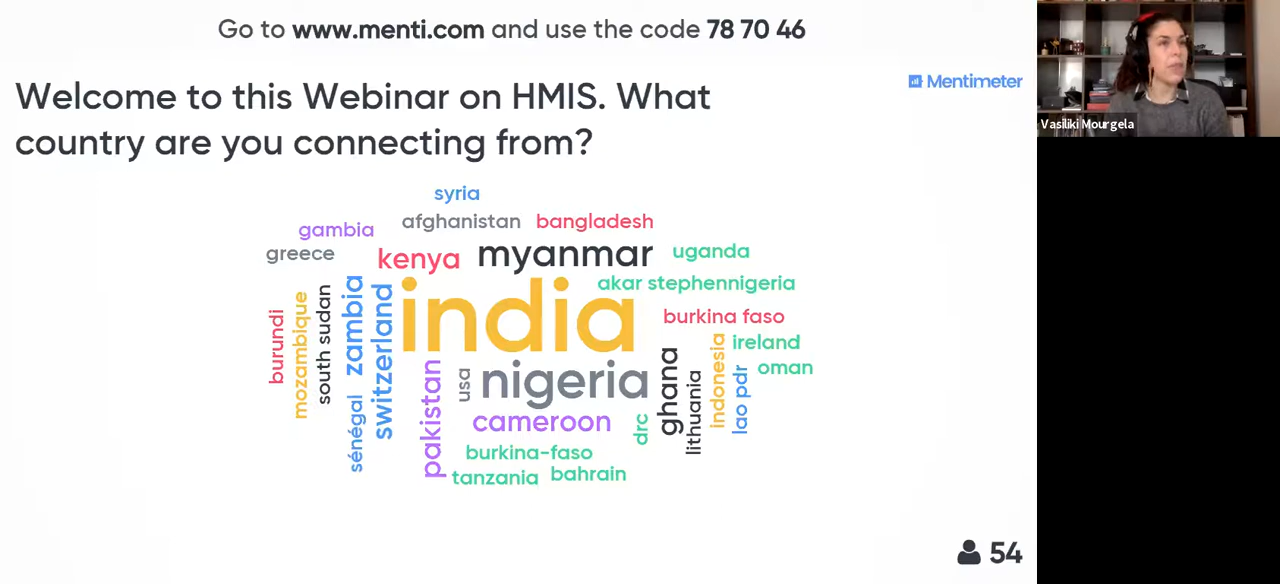 Go to www.menti.com and use the code 78 70 46
Mentimeter
Vasiliki Mourgela
Welcome to this Webinar on HMIS. What
country are you connecting from?
syria
afghanistan
bangladesh
gambia
greece
kenya
myanmar
uganda
akar stephennigeria
india
burkina faso
burundi
mozambique
south sudan
zambia
switzerland
sénégal
pakistan
usa
nigeria
ghana
lithuania
indonesia
ireland
lao pdr
oman
cameroon
drc
burkina-faso
tanzania
bahrain
54